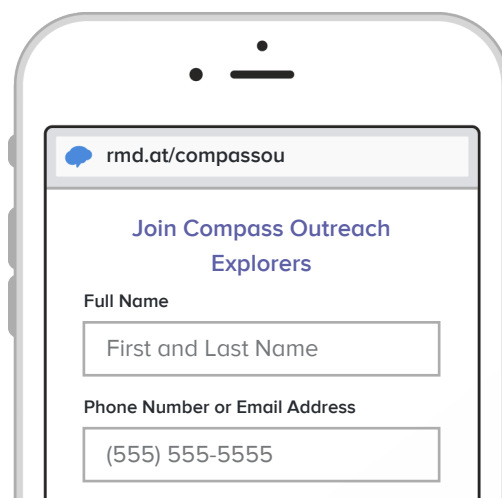 rmd.at/compassou
Join Compass Outreach
Explorers
Full Name
First and Last Name
Phone Number or Email Address
(555) 555-5555